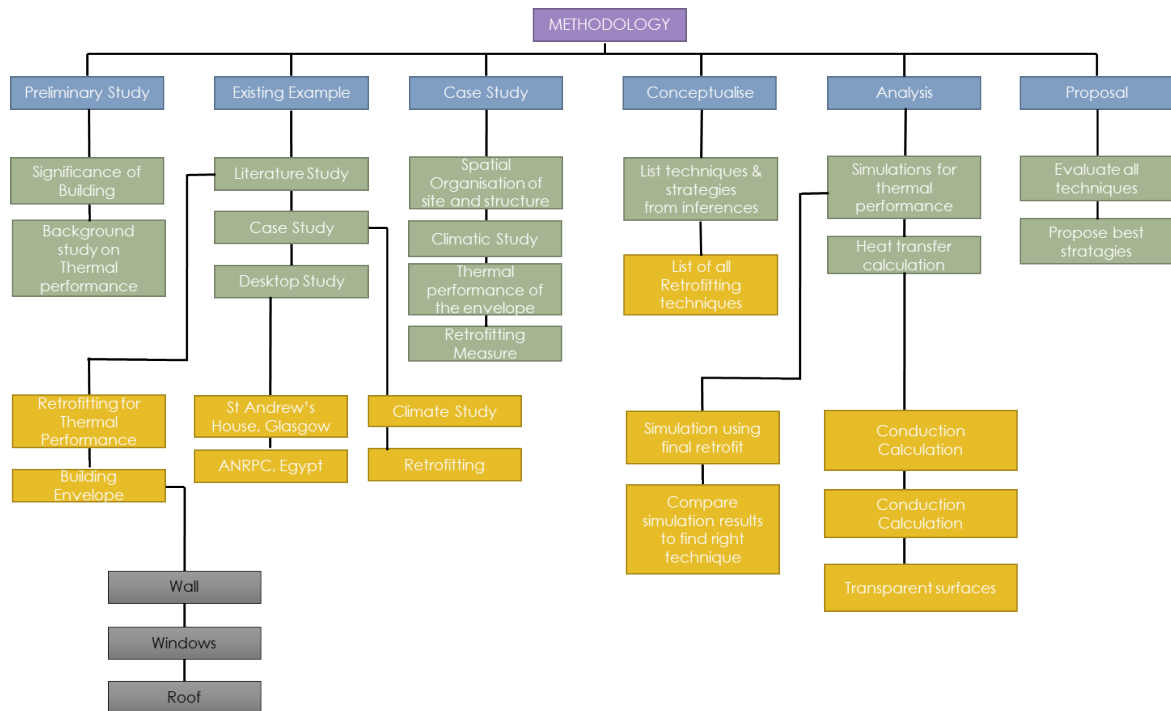 METHODOLOGY
Preliminary Study
Existing Example
Case Study
Conceptualise
Analysis
Proposal
Significance of
Building
Background
study on
Thermal
performance
Literature Study
Case Study
Desktop Study
Spatial
Organisation of
site and structure
Climatic Study
Thermal
performance of
the envelope
Retrofitting
Measure
List techniques &
strategies
from inferences
List of all
Retrofitting
techniques
Simulations for
thermal
performance
Heat transfer
calculation
Evaluate all
techniques
Propose best
stratagies
Retrofitting for
Thermal
Performance
Building
Envelope
St Andrew's
House, Glasgow
ANRPC, Egypt
Climate Study
Retrofitting
Simulation using
final retrofit
Compare
simulation results
to find right
technique
Conduction
Calculation
Conduction
Calculation
Transparent surfaces
Wall
Windows
Roof